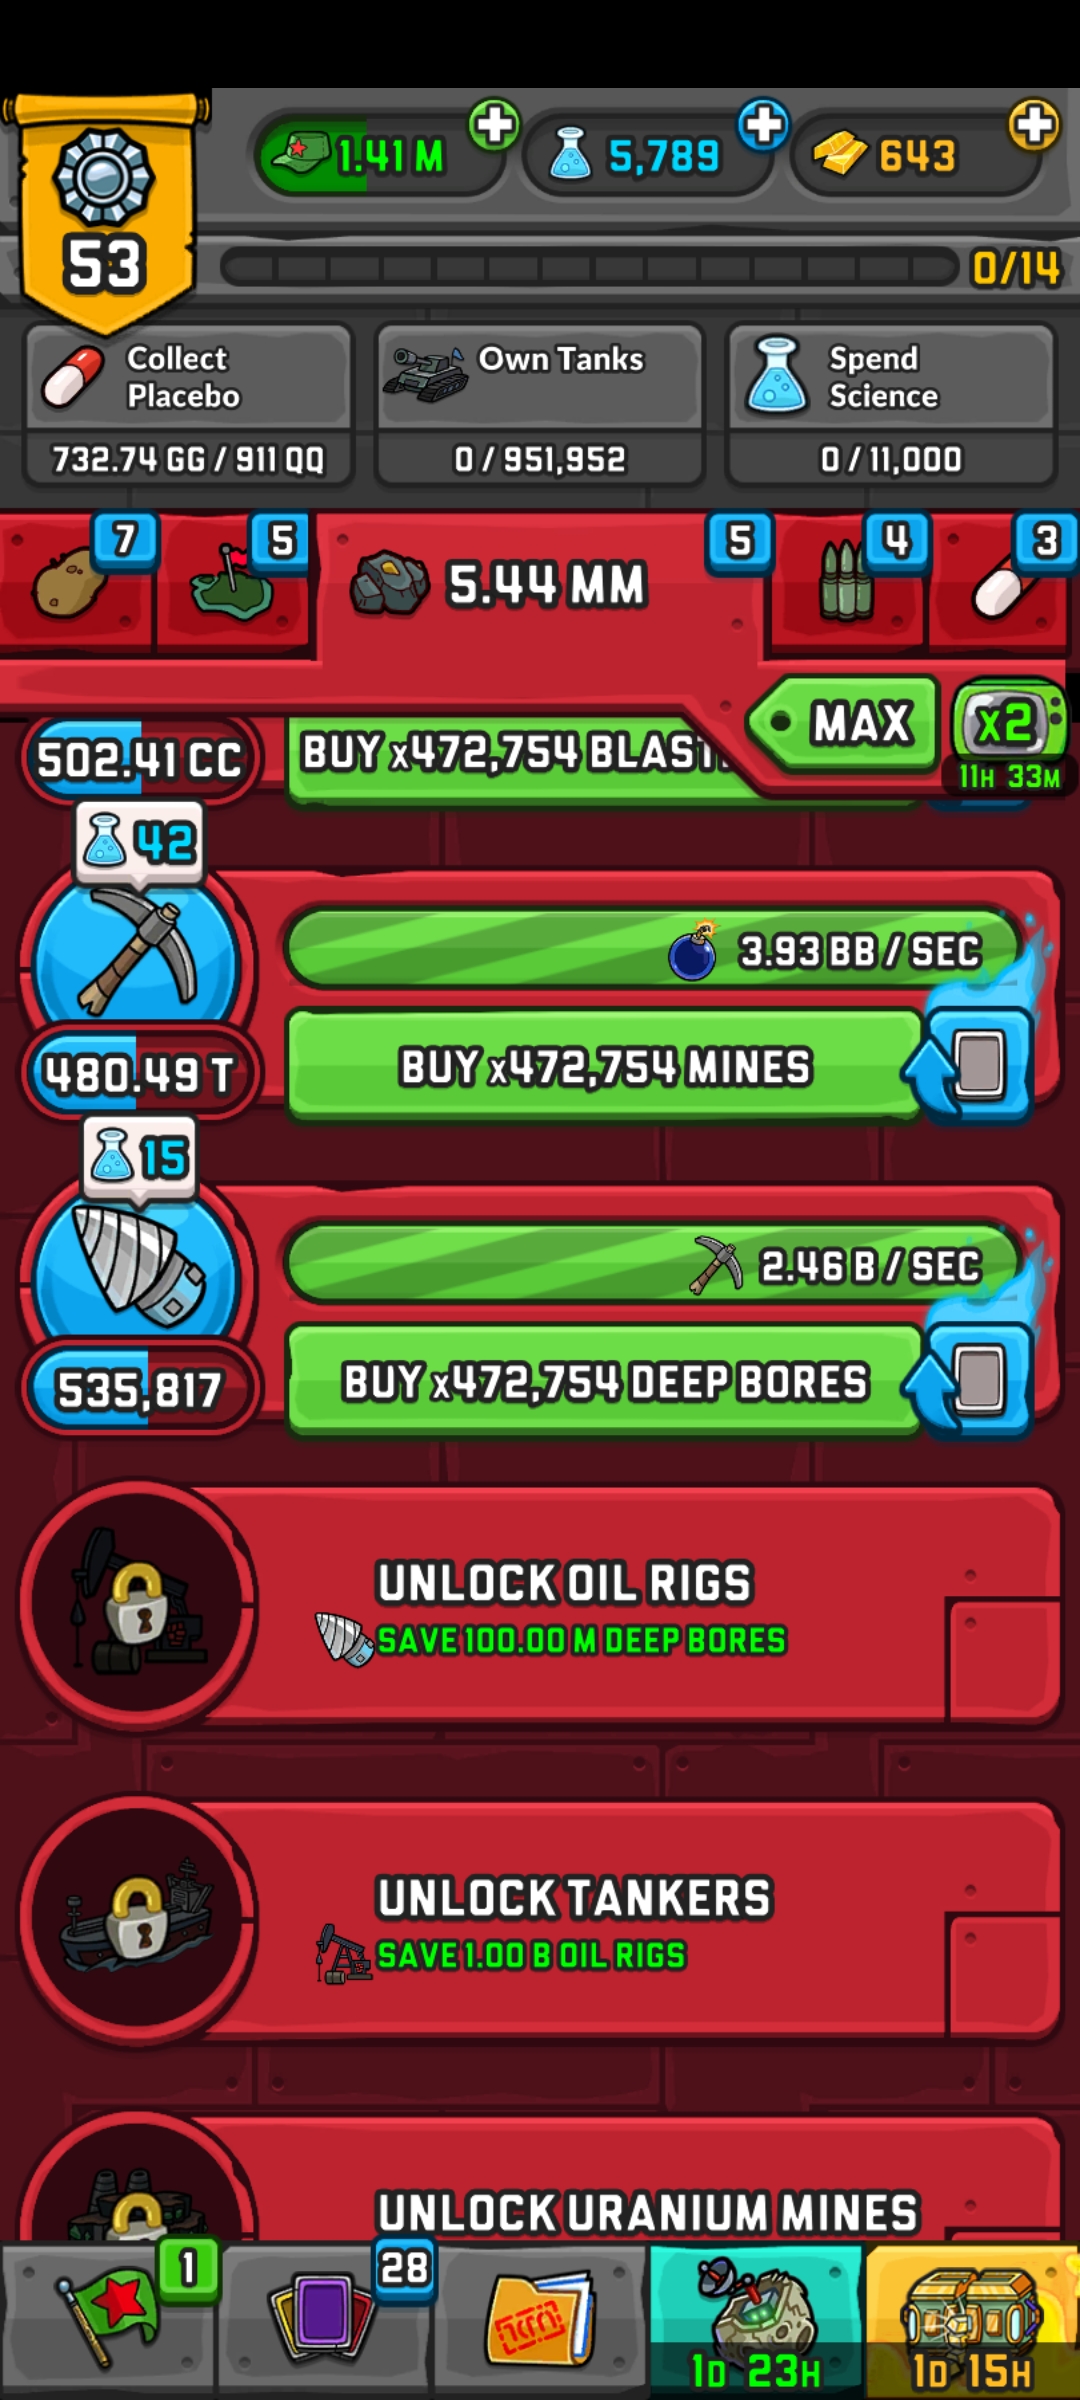 1.41 M
5,789
643
53
0/14
Collect
Placebo
Own Tanks
Spend
Science
732.74 GG / 911 QQ
0 / 951,952
0 / 11,000
7
5
5.44 MM
5
4
3
MAX
x2
11H 33M
502.41 CC
BUY x472,754
42
3.93 BB / SEC
480.49 T
BUY x472,754 MINES
15
2.46 B / SEC
535,817
BUY x472,754 DEEP BORES
UNLOCK OIL RIGS
SAVE 100.00 M DEEP BORES
UNLOCK TANKERS
SAVE 1.00 B OIL RIGS
UNLOCK URANIUM MINES
1
28
1D 23H
1D 15H